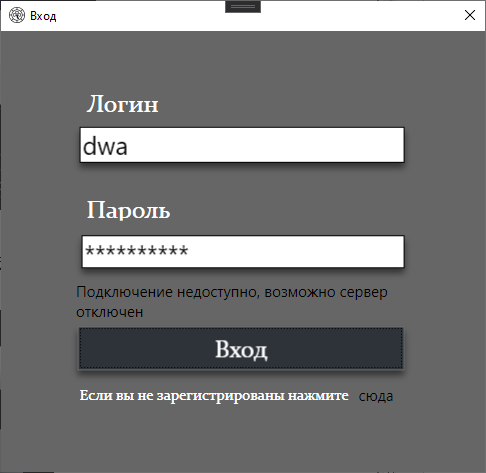 Вход
Логин
dwa
Пароль
**********
Подключение недоступно, возможно сервер
отключен
Вход
Если вы не зарегистрированы нажмите сюда